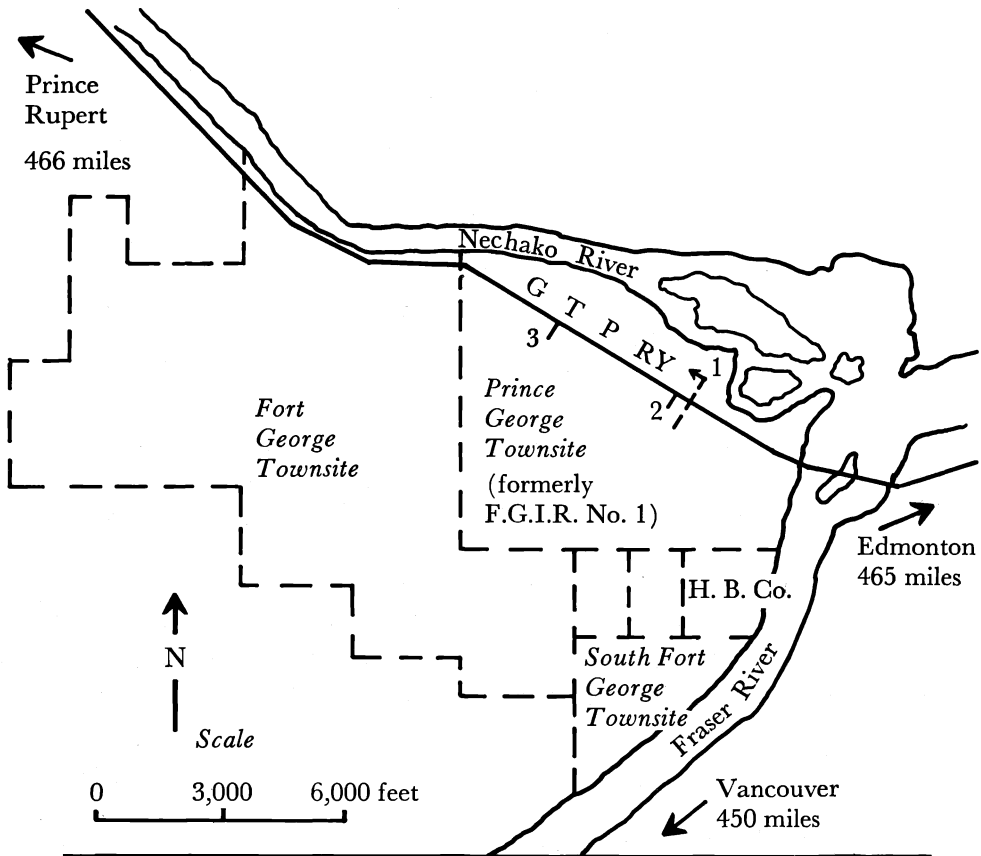 Prince
Rupert
466 miles
Nechako River
G T P RY
1
2
3
Fort
George
Townsite
Prince
George
Townsite
(formerly
F.G.I.R. No. 1)
Edmonton
465 miles
H. B. Co.
South Fort
George
Townsite
Fraser River
N
Scale
0 3,000 6,000 feet
Vancouver
450 miles